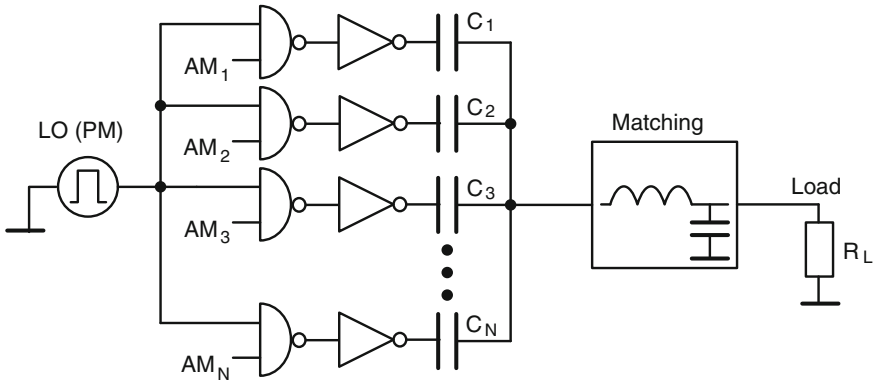 C1
AM1
C2
LO (PM)
AM2
Matching
C3
Load
AM3
RL
CN
AMN